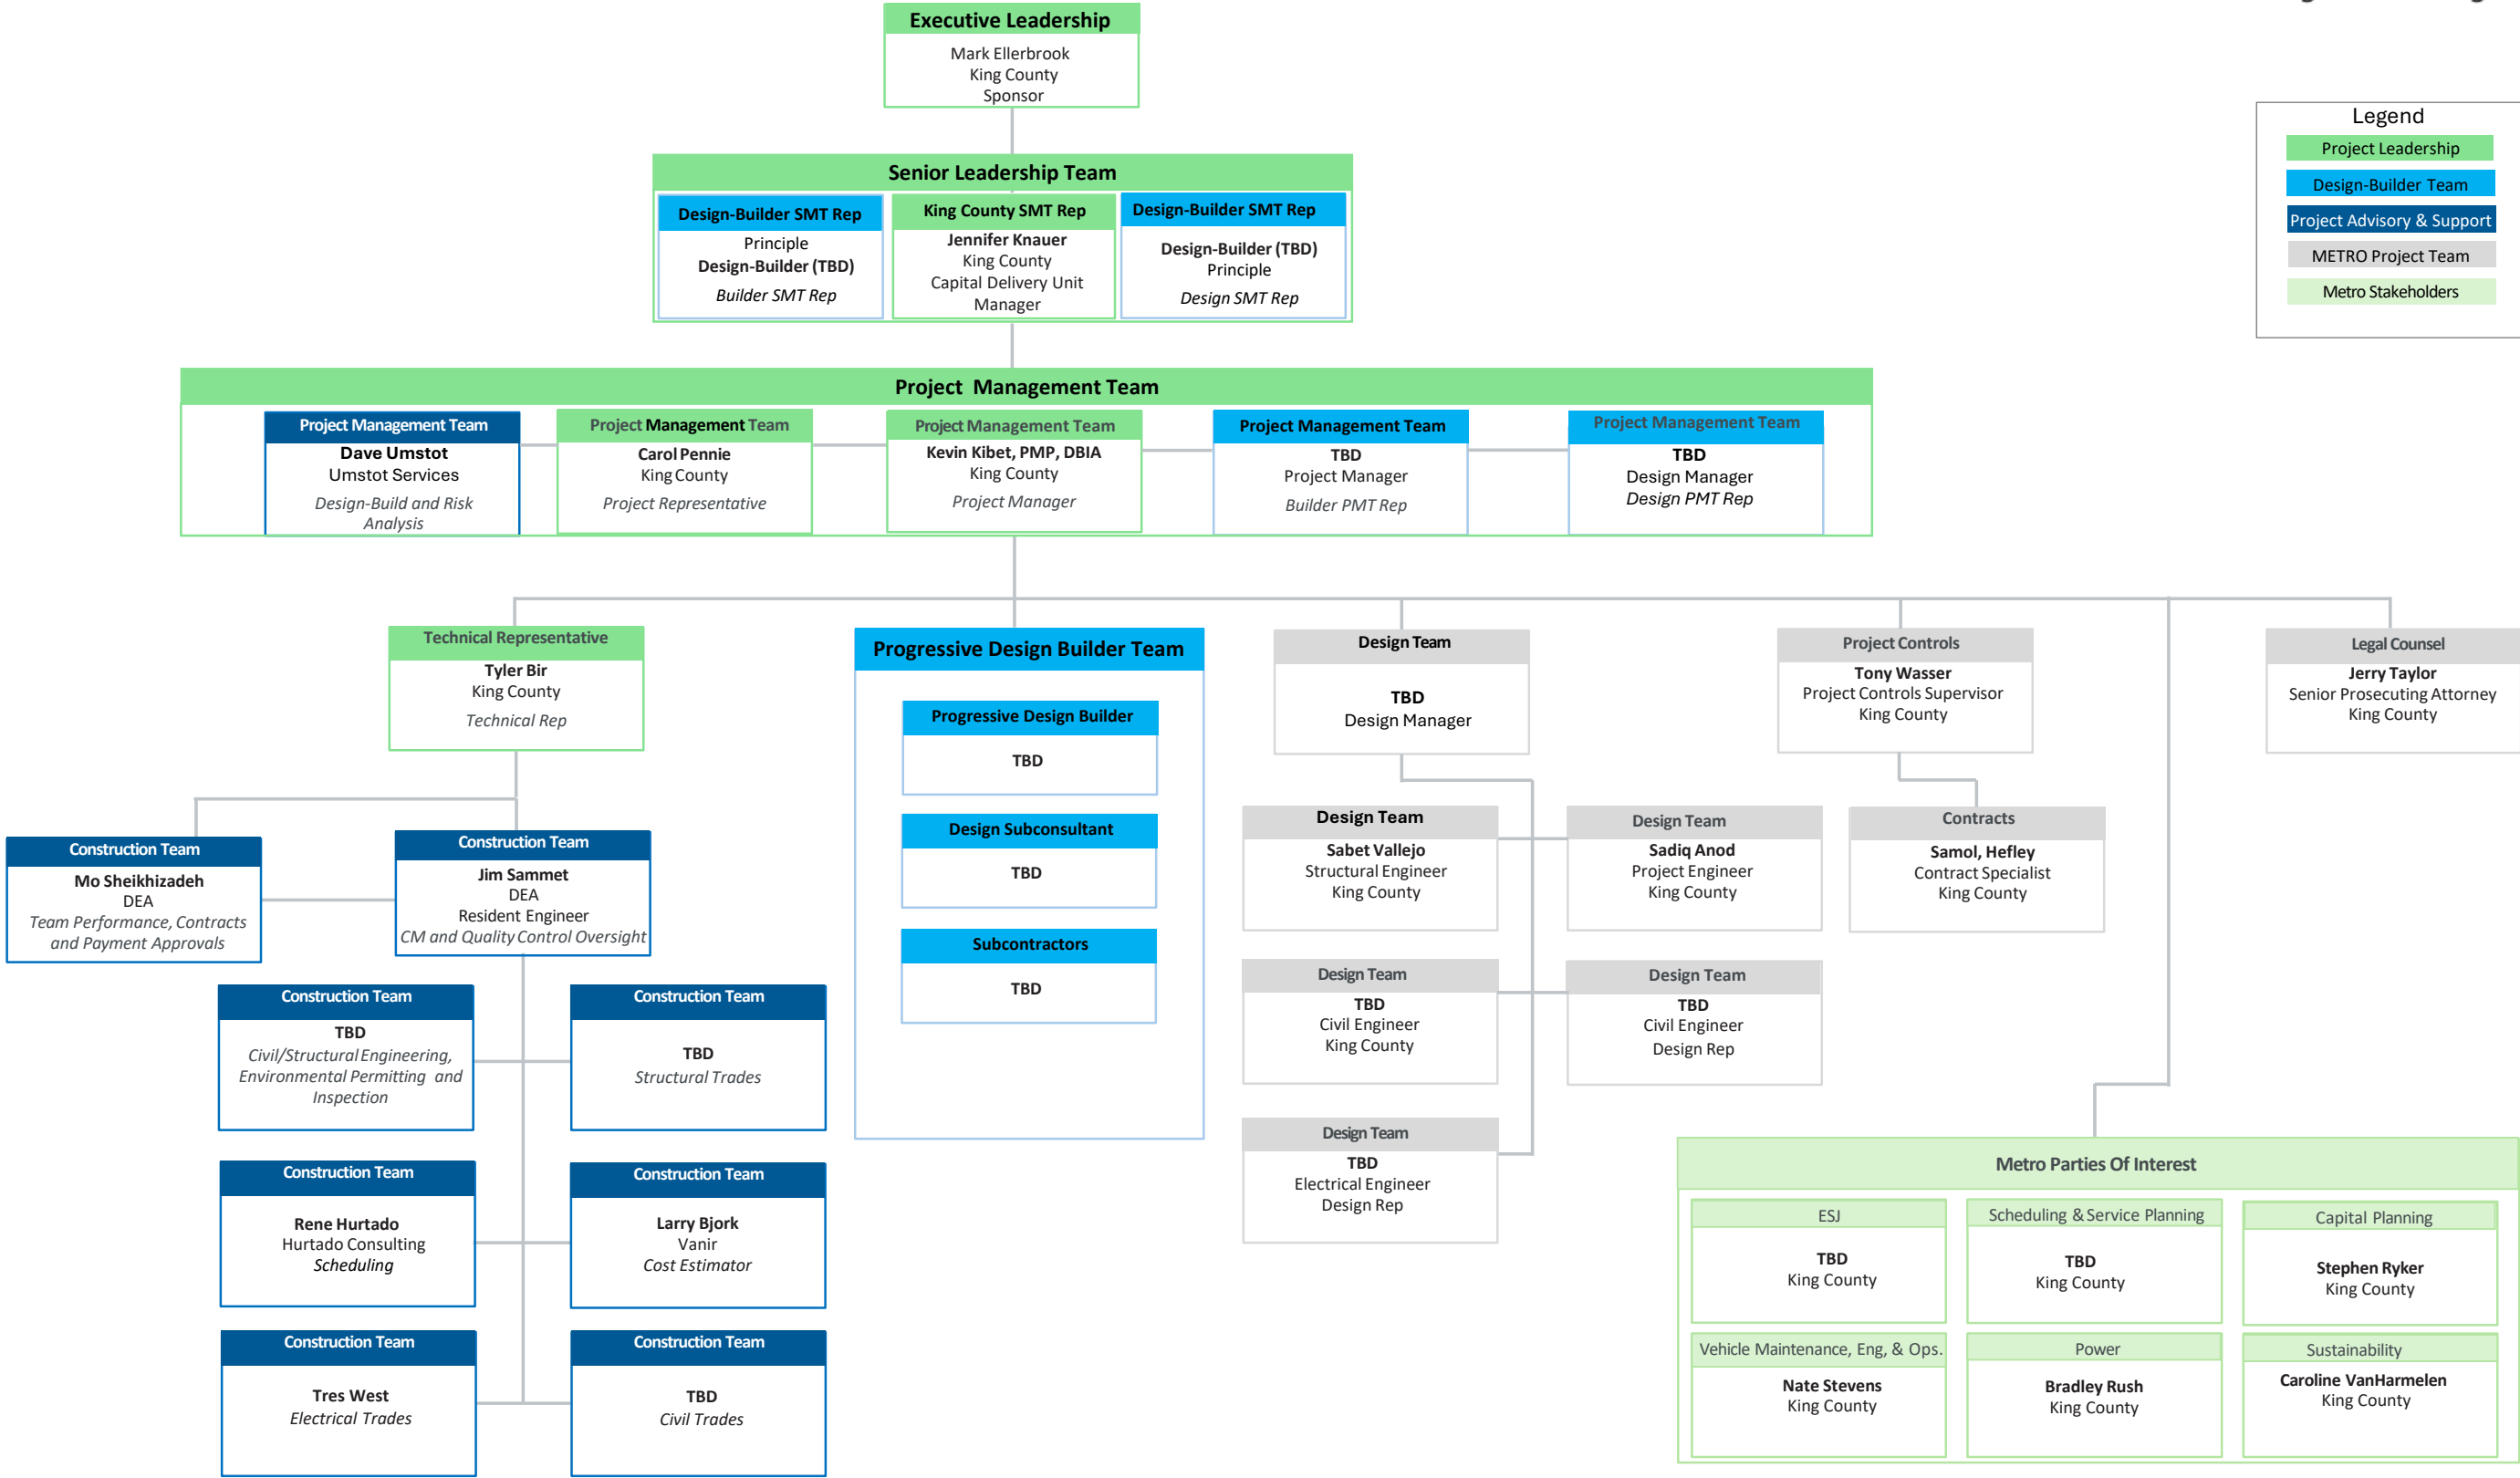 Executive Leadership
Mark Ellerbrook
King County
Sponsor
Legend
Project Leadership
Design-Builder Team
Project Advisory & Support
METRO Project Team
Metro Stakeholders
Senior Leadership Team
Design-Builder SMT Rep
Principle
Design-Builder (TBD)
Builder SMT Rep
King County SMT Rep
Jennifer Knauer
King County
Capital Delivery Unit
Manager
Design-Builder SMT Rep
Design-Builder (TBD)
Principle
Design SMT Rep
Project Management Team
Project Management Team
Dave Umstot
Umstot Services
Design-Build and Risk
Analysis
Project Management Team
Carol Pennie
King County
Project Representative
Project Management Team
Kevin Kibet, PMP, DBIA
King County
Project Manager
Project Management Team
TBD
Project Manager
Builder PMT Rep
Project Management Team
TBD
Design Manager
Design PMT Rep
Technical Representative
Tyler Bir
King County
Technical Rep
Construction Team
Mo Sheikhizadeh
DEA
Team Performance, Contracts
and Payment Approvals
Construction Team
Jim Sammet
DEA
Resident Engineer
CM and Quality Control Oversight
Construction Team
TBD
Civil/Structural Engineering,
Environmental Permitting and
Inspection
Construction Team
TBD
Structural Trades
Construction Team
Rene Hurtado
Hurtado Consulting
Scheduling
Construction Team
Larry Bjork
Vanir
Cost Estimator
Construction Team
Tres West
Electrical Trades
Construction Team
TBD
Civil Trades
Progressive Design Builder Team
Progressive Design Builder
TBD
Design Subconsultant
TBD
Subcontractors
TBD
Design Team
TBD
Design Manager
Design Team
Sabet Vallejo
Structural Engineer
King County
Design Team
Sadiq Anod
Project Engineer
King County
Design Team
TBD
Civil Engineer
King County
Design Team
TBD
Civil Engineer
Design Rep
Design Team
TBD
Electrical Engineer
Design Rep
Project Controls
Tony Wasser
Project Controls Supervisor
King County
Contracts
Samol, Hefley
Contract Specialist
King County
Legal Counsel
Jerry Taylor
Senior Prosecuting Attorney
King County
Metro Parties Of Interest
ESJ
TBD
King County
Scheduling & Service Planning
TBD
King County
Capital Planning
Stephen Ryker
King County
Vehicle Maintenance, Eng, & Ops.
Nate Stevens
King County
Power
Bradley Rush
King County
Sustainability
Caroline VanHarmelen
King County